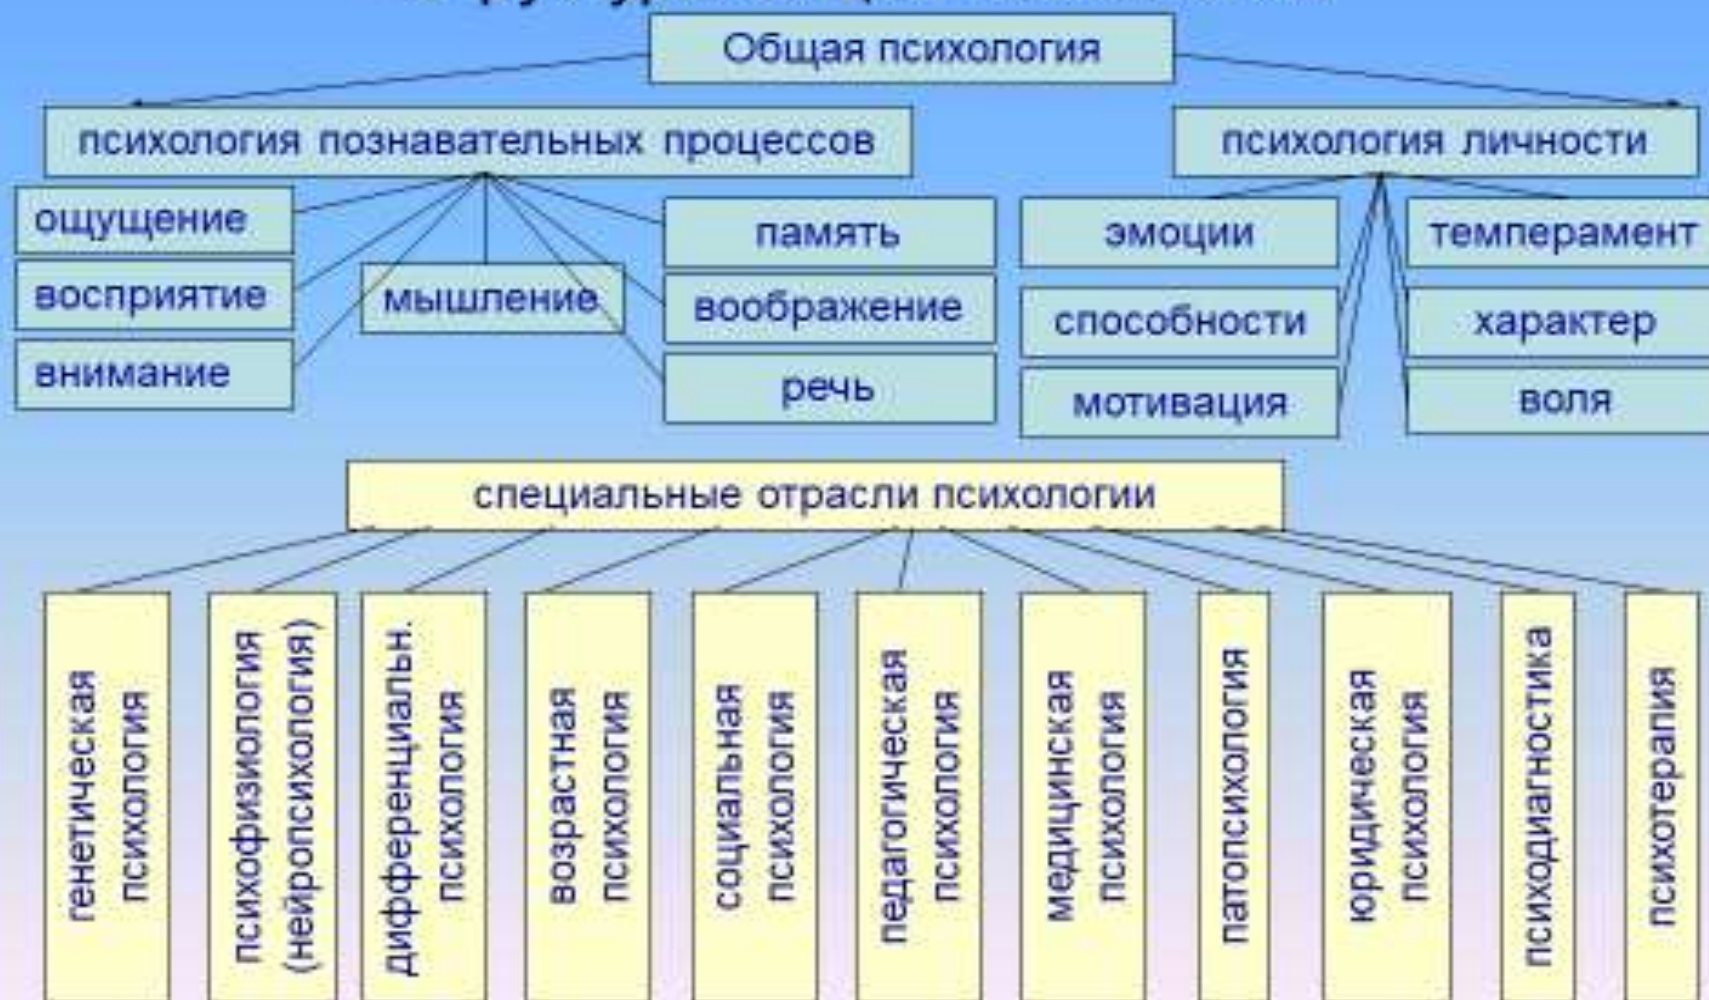 Общая психология
психология познавательных процессов
психология личности
ощущение
восприятие
внимание
мышление
память
воображение
речь
эмоции
способности
мотивация
темперамент
характер
воля
специальные отрасли психологии
генетическая
психология
психофизиология
(нейропсихология)
дифференциальн.
психология
возрастная
психология
социальная
психология
педагогическая
психология
медицинская
психология
патопсихология
юридическая
психология
психодиагностика
психотерапия